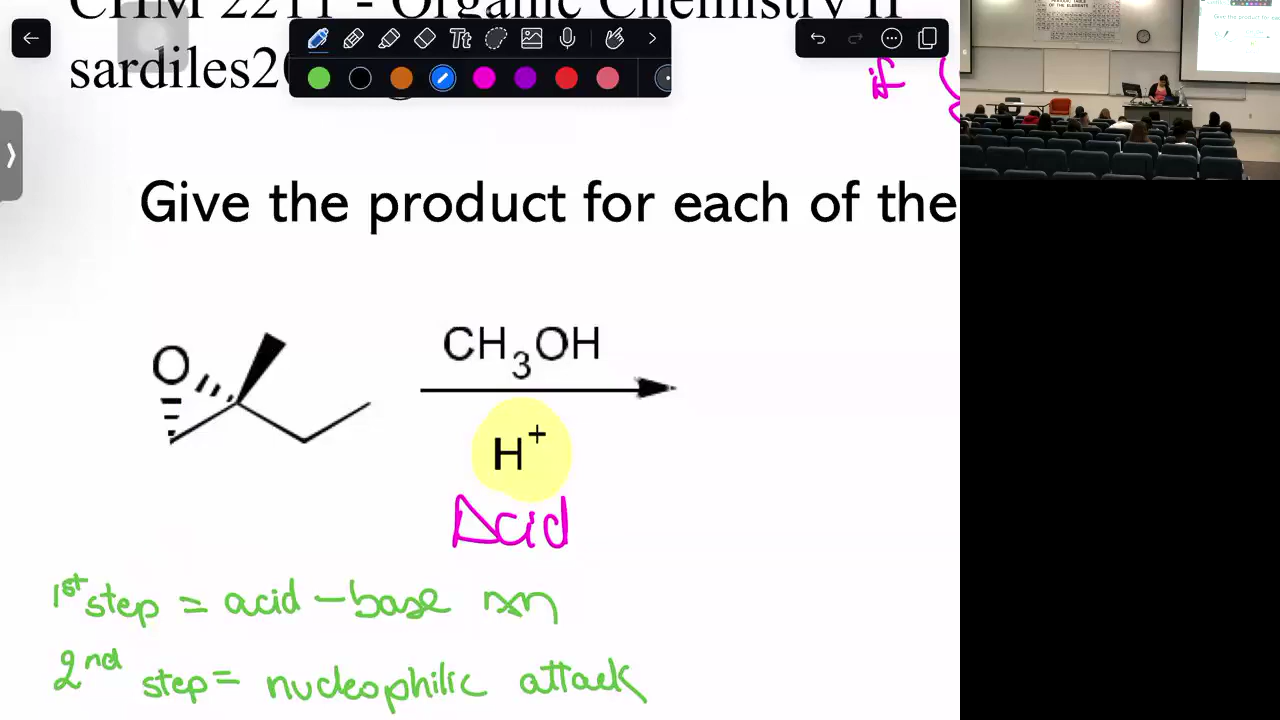 CHM 2211 - Organic Chemistry II
sardiles2
Tt
if
Give the product for each of the
O
CH3OH
H+
Acid
1st step = acid-base rxn
2nd step = nucleophilic attack